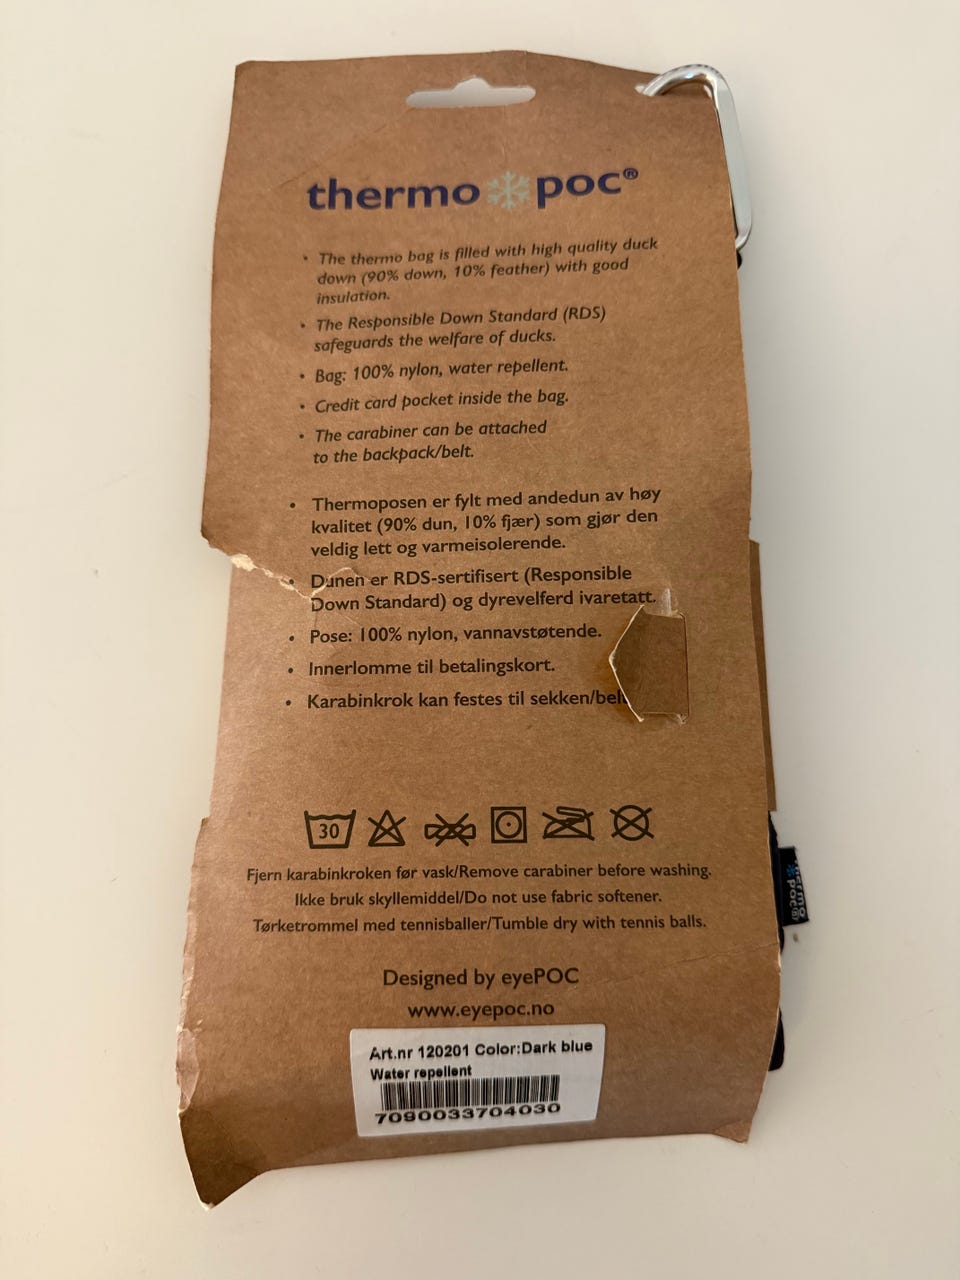 thermo poc®
• The thermo bag is filled with high quality duck
down (90% down, 10% feather) with good
insulation.
• The Responsible Down Standard (RDS)
safeguards the welfare of ducks.
• Bag: 100% nylon, water repellent.
• Credit card pocket inside the bag.
• The carabiner can be attached
to the backpack/belt.
• Thermoposen er fylt med andedun av høy
kvalitet (90% dun, 10% fjær) som gjør den
veldig lett og varmeisolerende.
• Dunen er RDS-sertifisert (Responsible
Down Standard) og dyrevelferd ivaretatt.
• Pose: 100% nylon, vannavstøtende.
• Innerlomme til betalingskort.
• Karabinkrok kan festes til sekken/belt
30
Fjern karabinkroken før vask/Remove carabiner before washing.
Ikke bruk skyllemiddel/Do not use fabric softener.
Tørketrommel med tennisballer/Tumble dry with tennis balls.
Designed by eyePOC
www.eyepoc.no
Art.nr 120201 Color:Dark blue
Water repellent
7090033704030
thermo
poc®